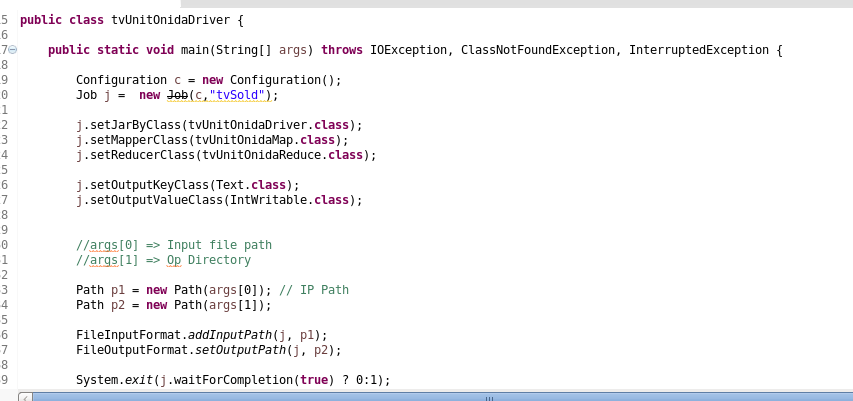 5 public class tvUnitOnidaDriver {
6
7 public static void main(String[] args) throws IOException, ClassNotFoundException, InterruptedException {
8
9 Configuration c = new Configuration();
0 Job j =  new Job(c,"tvSold");
1
2 j.setJarByClass(tvUnitOnidaDriver.class);
3 j.setMapperClass(tvUnitOnidaMap.class);
4 j.setReducerClass(tvUnitOnidaReduce.class);
5
6 j.setOutputKeyClass(Text.class);
7 j.setOutputValueClass(IntWritable.class);
8
9
0 //args[0] => Input file path
1 //args[1] => Op Directory
2
3 Path p1 = new Path(args[0]); // IP Path
4 Path p2 = new Path(args[1]);
5
6 FileInputFormat.addInputPath(j, p1);
7 FileOutputFormat.setOutputPath(j, p2);
8
9 System.exit(j.waitForCompletion(true) ? 0:1);